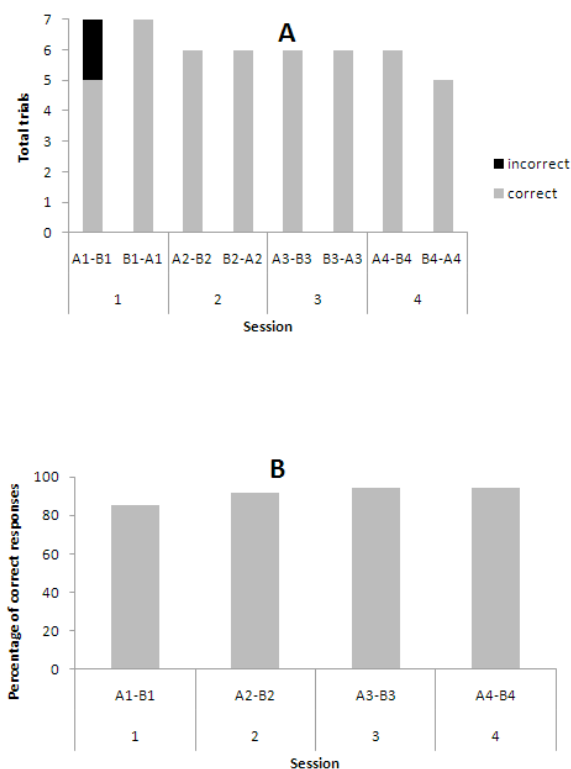 A
7
6
5
4
3
2
1
0
Total trials
incorrect
correct
A1-B1 B1-A1 A2-B2 B2-A2 A3-B3 B3-A3 A4-B4 B4-A4
1 2 3 4
Session
B
100
80
60
40
20
0
Percentage of correct responses
A1-B1 A2-B2 A3-B3 A4-B4
1 2 3 4
Session